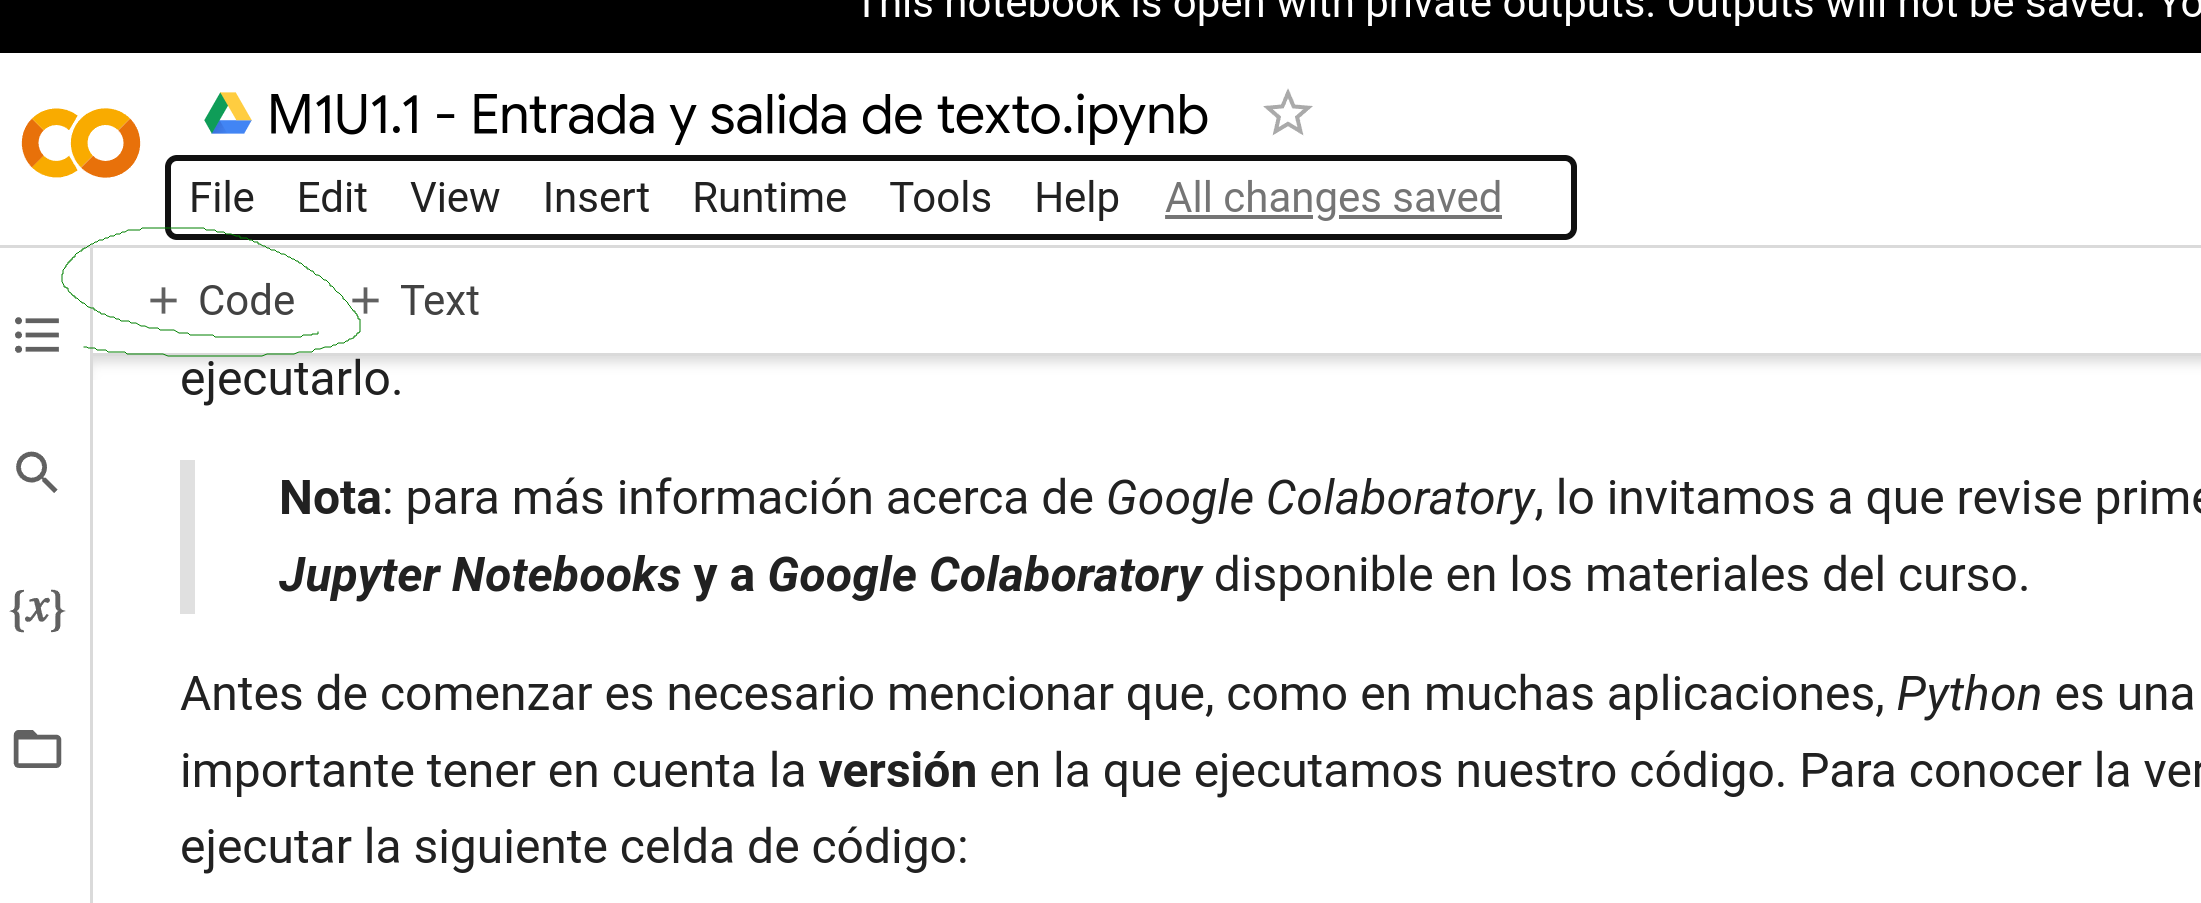 This notebook is open with private outputs. Outputs will not be saved.
M1U1.1 - Entrada y salida de texto.ipynb
File Edit View Insert Runtime Tools Help All changes saved
+ Code + Text
ejecutarlo.
Nota: para más información acerca de Google Colaboratory, lo invitamos a que revise
Jupyter Notebooks y a Google Colaboratory disponible en los materiales del curso.
{x}
Antes de comenzar es necesario mencionar que, como en muchas aplicaciones, Python es una
importante tener en cuenta la versión en la que ejecutamos nuestro código. Para conocer la
ejecutar la siguiente celda de código: